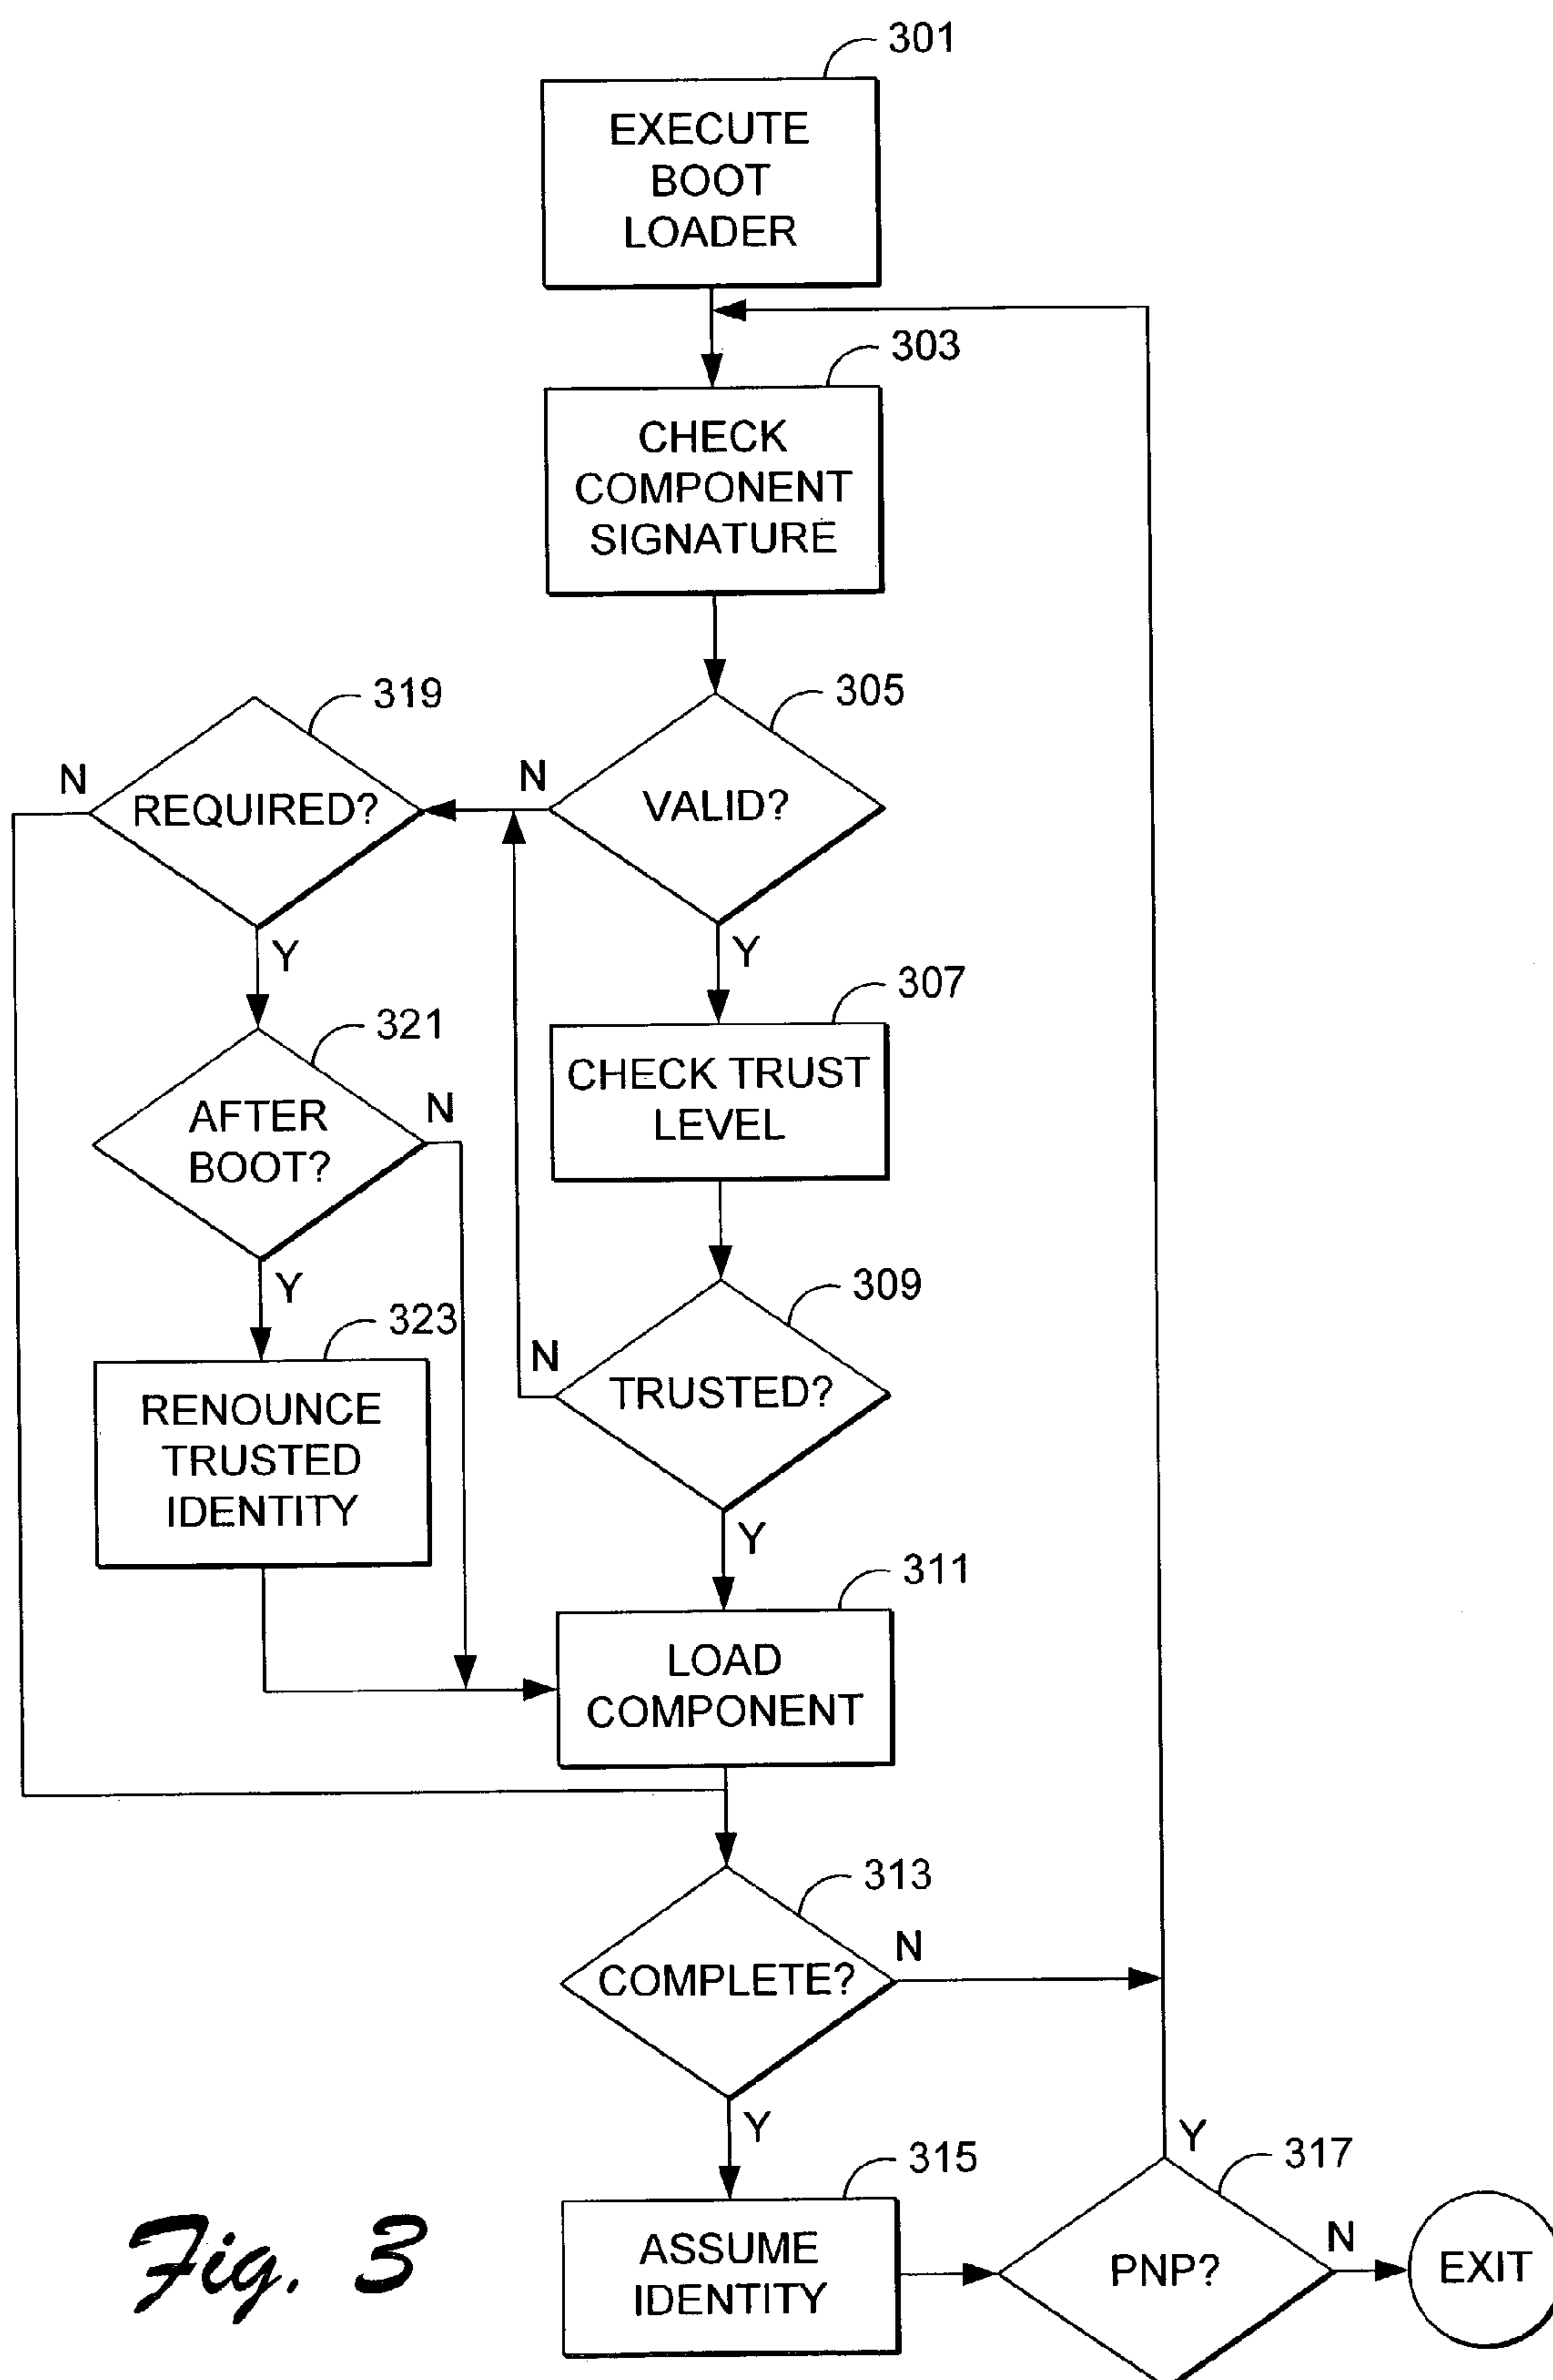 301
EXECUTE
BOOT
LOADER
303
CHECK
COMPONENT
SIGNATURE
319
305
N
REQUIRED?
N
VALID?
Y
Y
321
307
AFTER
BOOT?
N
CHECK TRUST
LEVEL
Y
323
309
RENOUNCE
TRUSTED
IDENTITY
N
TRUSTED?
Y
311
LOAD
COMPONENT
313
COMPLETE?
N
Y
315
ASSUME
IDENTITY
Y
317
PNP?
N
EXIT
Fig. 3